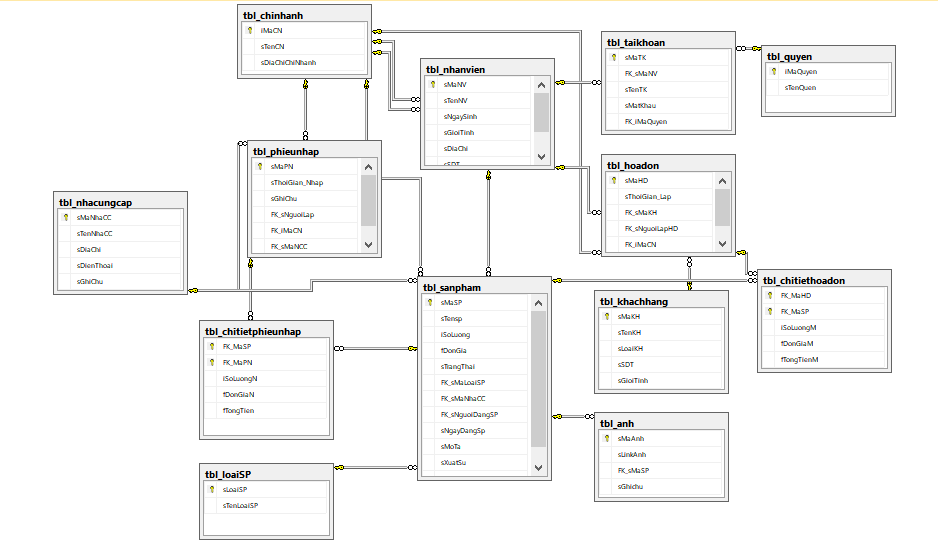 tbl_chinhanh
iMaCN
sTenCN
sDiaChiChiNhanh
tbl_nhanvien
sMaNV
sTenNV
sNgaySinh
sGioiTinh
sDiaChi
sSDT
tbl_taikhoan
sMaTK
FK_sMaNV
sTenTK
sMatKhau
FK_iMaQuyen
tbl_quyen
iMaQuyen
sTenQuen
tbl_phieunhap
sMaPN
sThoiGian_Nhap
sGhiChu
FK_sNguoiLap
FK_iMaCN
FK_sMaNCC
tbl_hoadon
sMaHD
sThoiGian_Lap
FK_sMaKH
FK_sNguoiLapHD
FK_iMaCN
tbl_nhacungcap
sMaNhaCC
sTenNhaCC
sDiaChi
sDienThoai
sGhiChu
tbl_sanpham
sMaSP
sTensp
iSoLuong
fDonGia
sTrangThai
FK_sMaLoaiSP
FK_sMaNhaCC
FK_sNguoiDangSP
sNgayDangSp
sMoTa
sXuatSu
tbl_khachhang
sMaKH
sTenKH
sLoaiKH
sSDT
sGioiTinh
tbl_chitiethoadon
FK_MaHD
FK_MaSP
iSoLuongM
fDonGiaM
fTongTienM
tbl_chitietphieunhap
FK_MaSP
FK_MaPN
iSoLuongN
fDonGiaN
fTongTien
tbl_anh
sMaAnh
sLinkAnh
FK_sMaSP
sGhichu
tbl_loaiSP
sLoaiSP
sTenLoaiSP